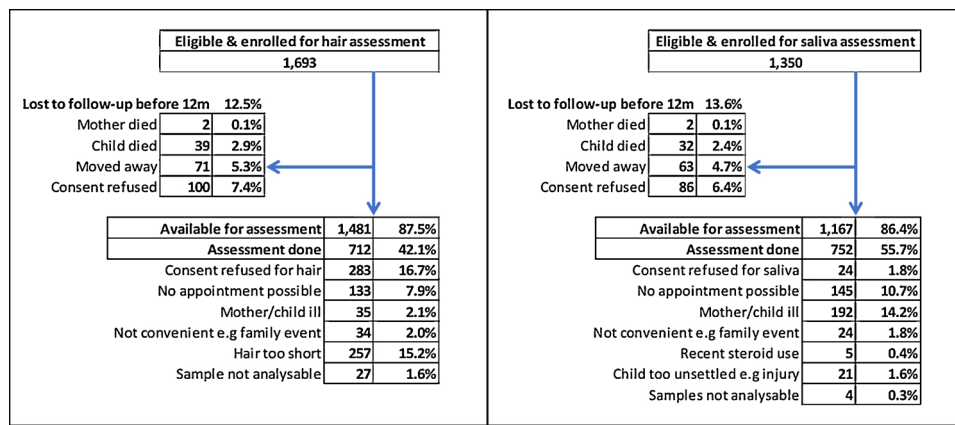 Eligible & enrolled for hair assessment
1,693
Lost to follow-up before 12m 12.5%
Mother died 2 0.1%
Child died 39 2.9%
Moved away 71 5.3%
Consent refused 100 7.4%
Available for assessment 1,481 87.5%
Assessment done 712 42.1%
Consent refused for hair 283 16.7%
No appointment possible 133 7.9%
Mother/child ill 35 2.1%
Not convenient e.g family event 34 2.0%
Hair too short 257 15.2%
Sample not analysable 27 1.6%
Eligible & enrolled for saliva assessment
1,350
Lost to follow-up before 12m 13.6%
Mother died 2 0.1%
Child died 32 2.4%
Moved away 63 4.7%
Consent refused 86 6.4%
Available for assessment 1,167 86.4%
Assessment done 752 55.7%
Consent refused for saliva 24 1.8%
No appointment possible 145 10.7%
Mother/child ill 192 14.2%
Not convenient e.g family event 24 1.8%
Recent steroid use 5 0.4%
Child too unsettled e.g injury 21 1.6%
Samples not analysable 4 0.3%